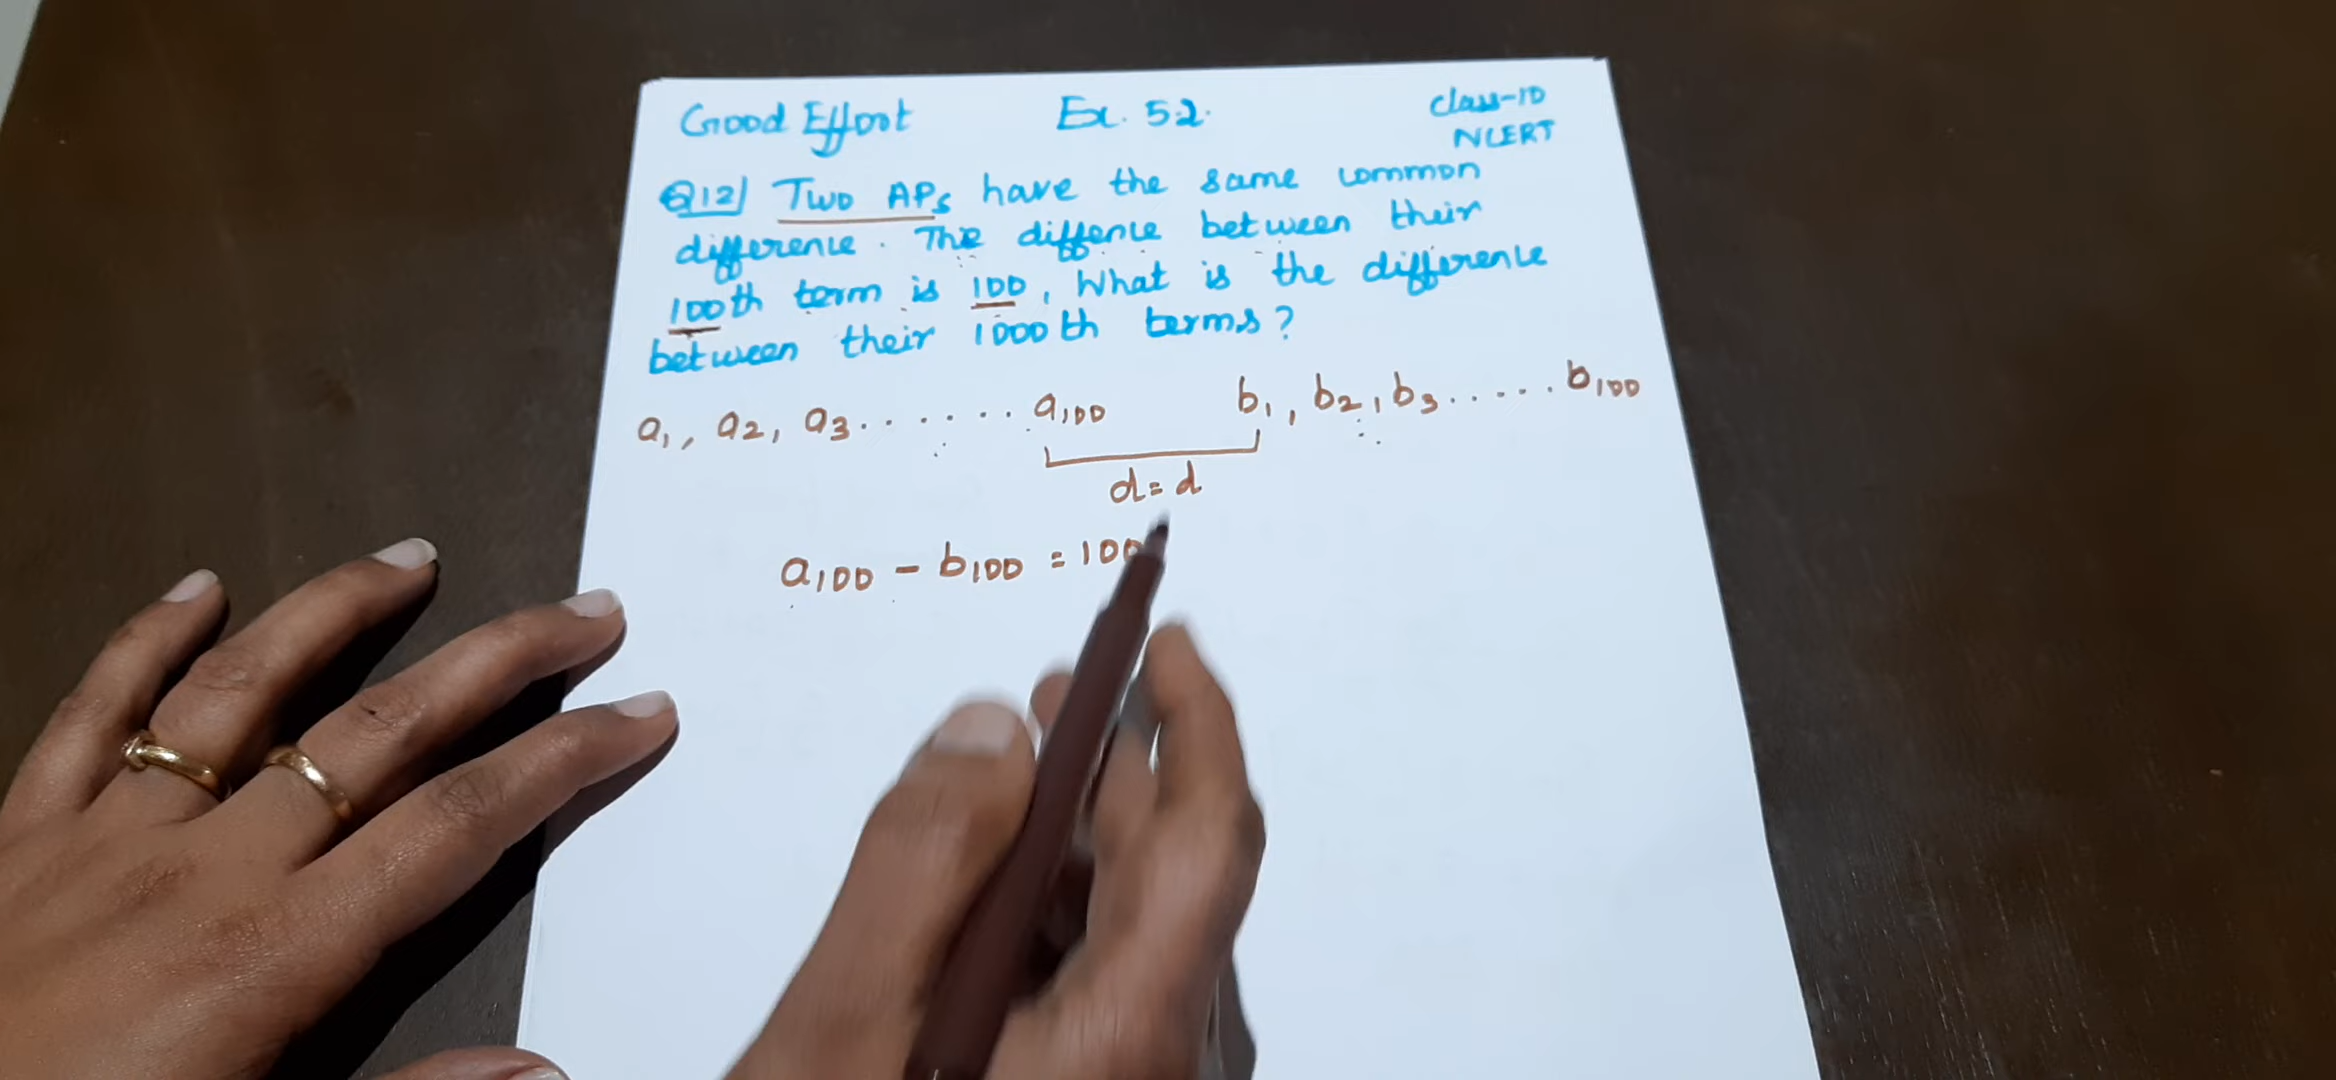 Good Effort Ex. 5.2. Class-10
NCERT
Q12) Two APs have the same common
difference. The diffence between their
100th term is 100, What is the difference
between their 1000th terms?
a₁, a₂, a₃....... a₁₀₀ b₁, b₂, b₃..... b₁₀₀
d = d
a₁₀₀ - b₁₀₀ = 100